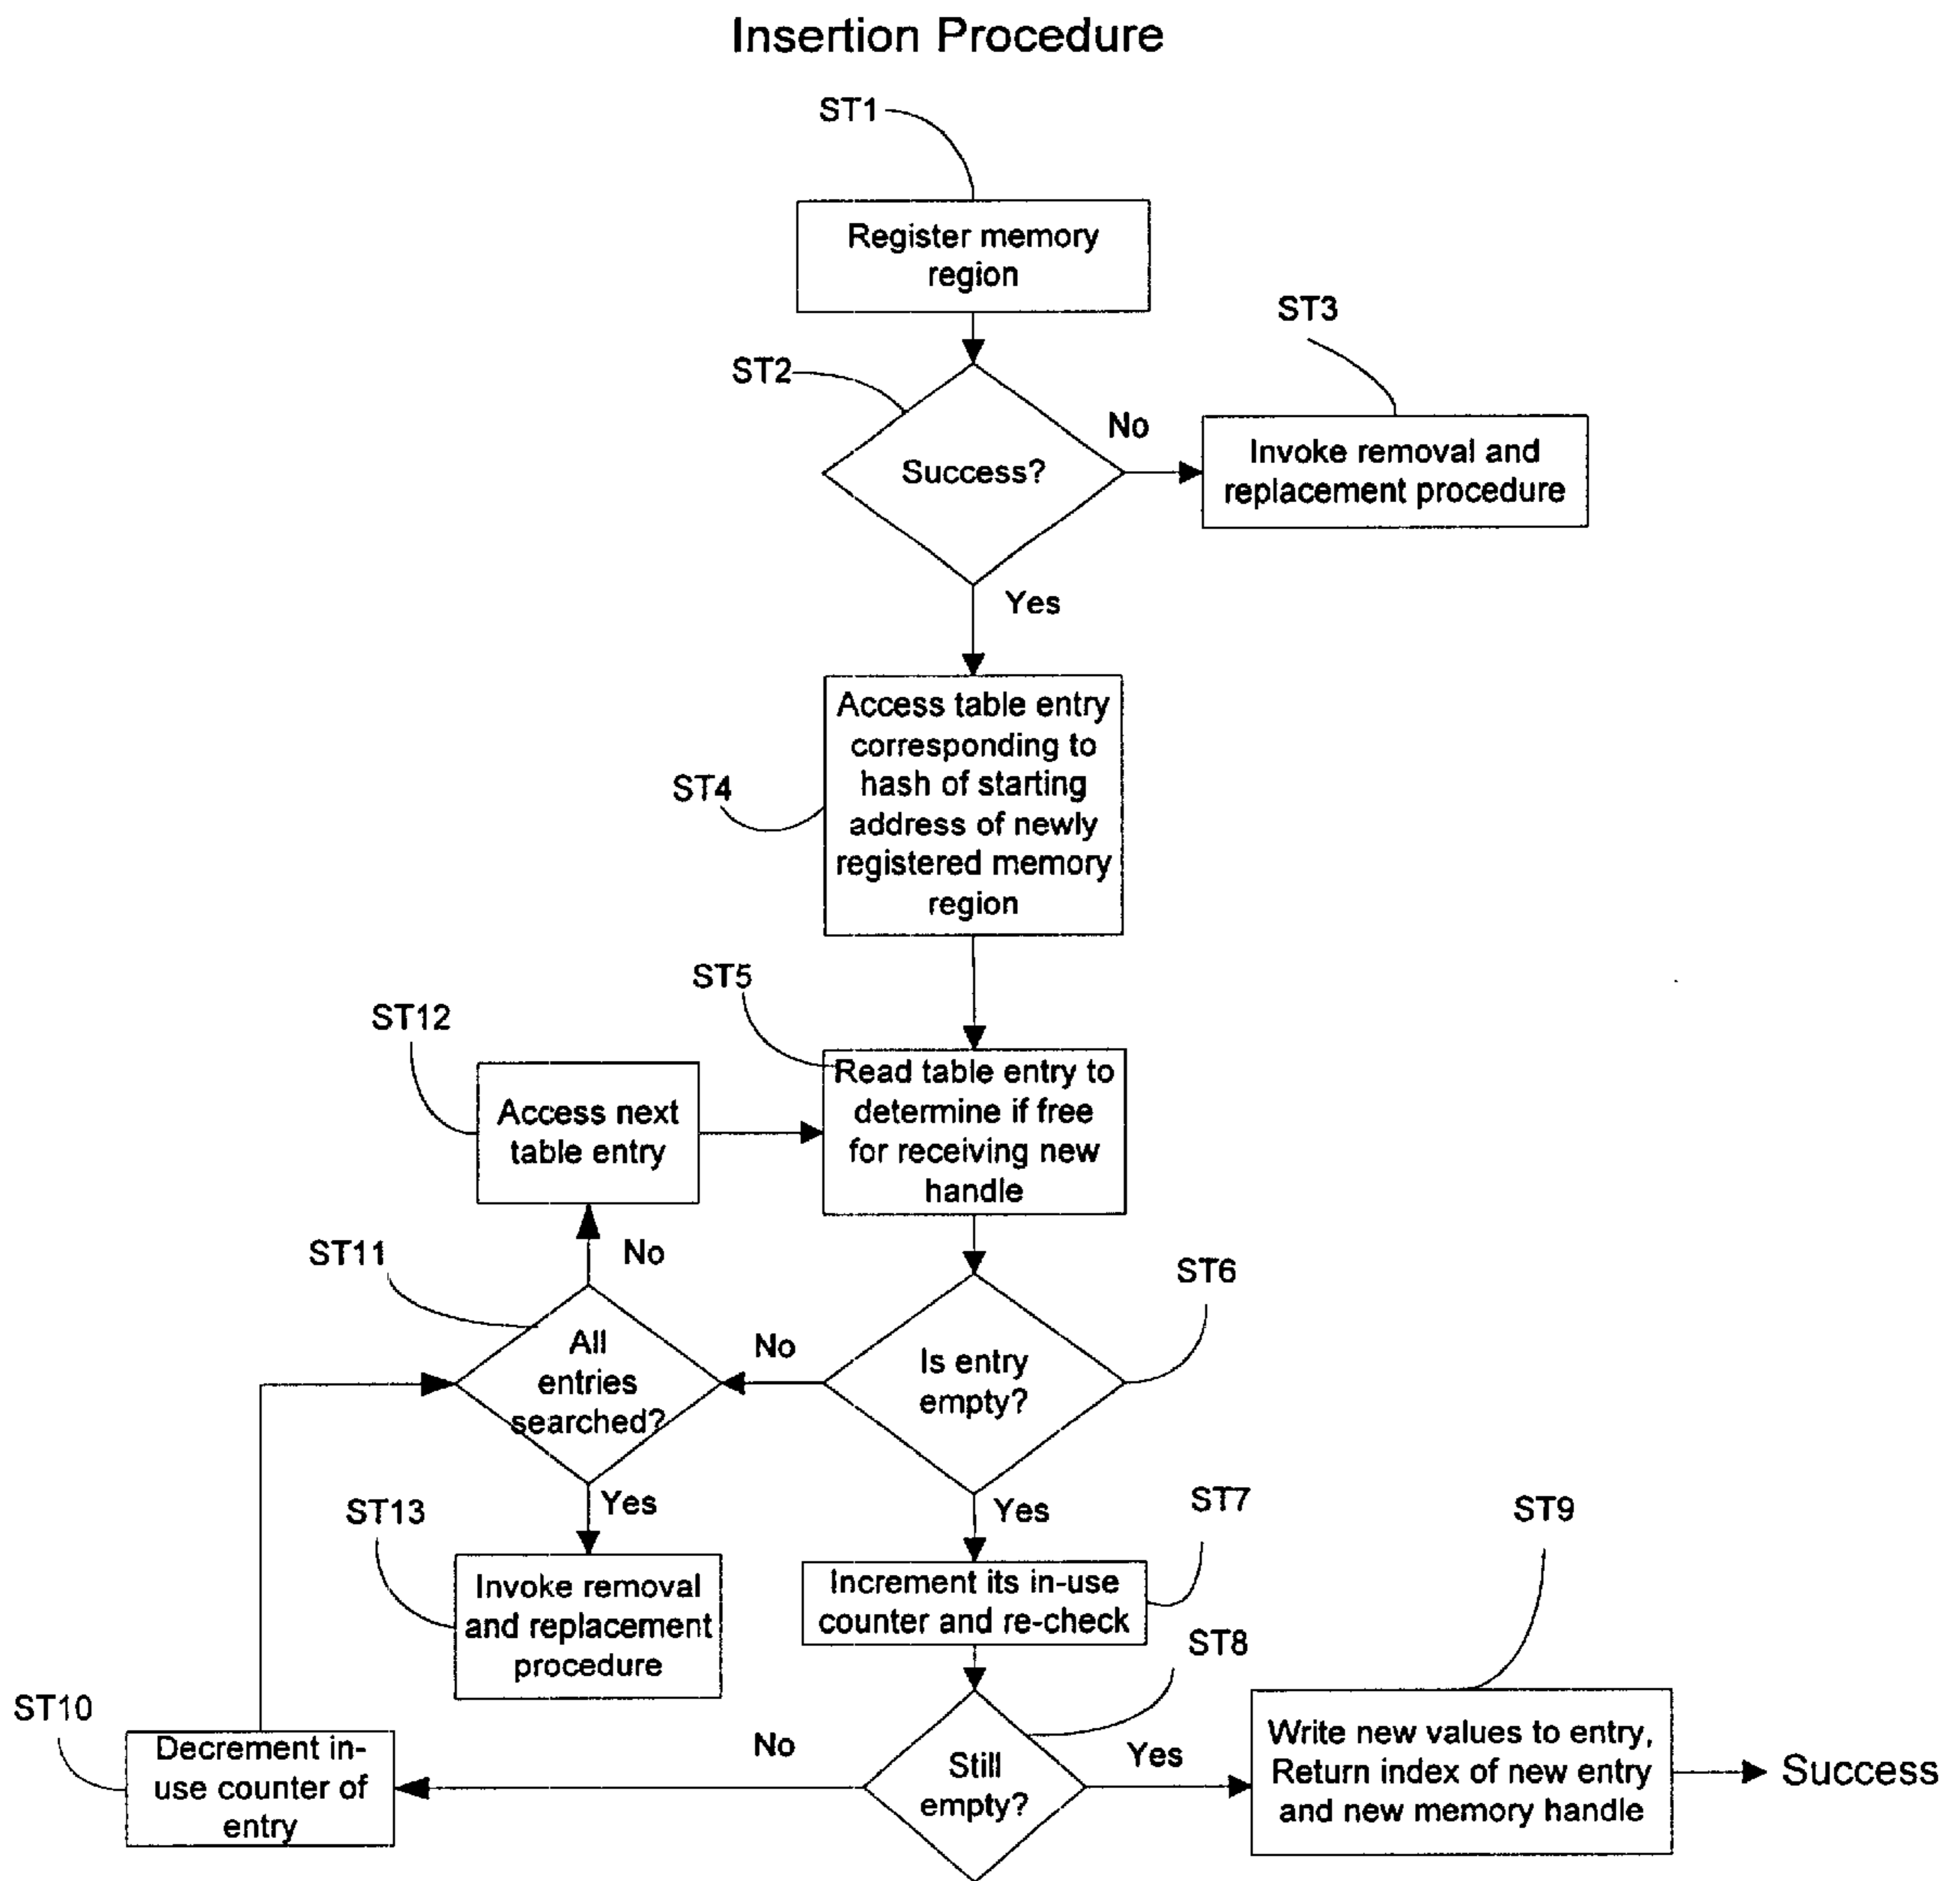 Insertion Procedure
ST1
Register memory
region
ST3
ST2
No
Success?
Invoke removal and
replacement procedure
Yes
Access table entry
corresponding to
hash of starting
address of newly
registered memory
region
ST4
ST5
ST12
Read table entry to
determine if free
for receiving new
handle
Access next
table entry
ST11
No
ST6
All
entries
searched?
No
Is entry
empty?
Yes
ST13
Yes
ST7
ST9
Invoke removal
and replacement
procedure
Increment its in-use
counter and re-check
ST8
ST10
Decrement in-
use counter of
entry
No
Still
empty?
Yes
Write new values to entry,
Return index of new entry
and new memory handle
Success